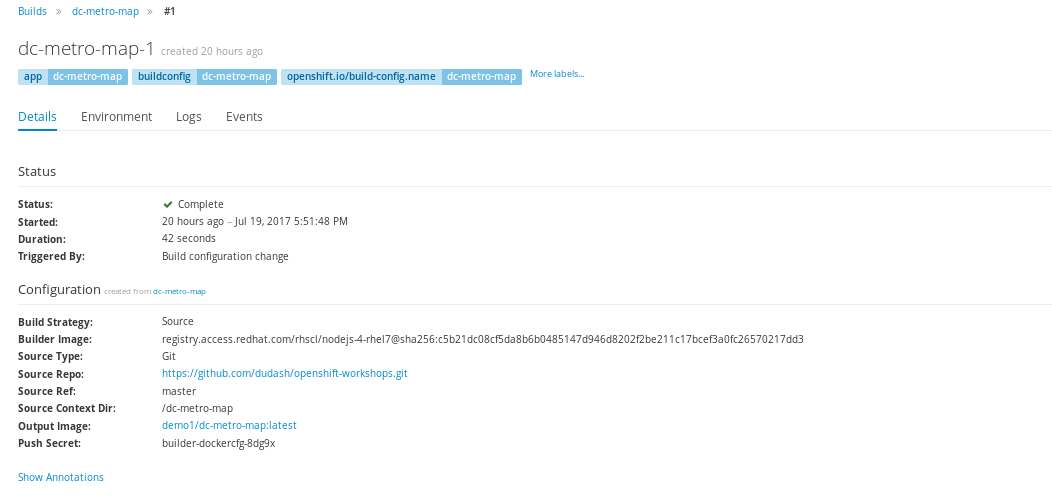 Builds » dc-metro-map » #1
dc-metro-map-1 created 20 hours ago
app dc-metro-map buildconfig dc-metro-map openshift.io/build-config.name dc-metro-map More labels...
Details Environment Logs Events
Status
Status: Complete
Started: 20 hours ago – Jul 19, 2017 5:51:48 PM
Duration: 42 seconds
Triggered By: Build configuration change
Configuration created from dc-metro-map
Build Strategy: Source
Builder Image: registry.access.redhat.com/rhscl/nodejs-4-rhel7@sha256:c5b21dc08cf5da8b6b0485147d946d8202f2be211c17bcef3a0fc26570217dd3
Source Type: Git
Source Repo: https://github.com/dudash/openshift-workshops.git
Source Ref: master
Source Context Dir: /dc-metro-map
Output Image: demo1/dc-metro-map:latest
Push Secret: builder-dockercfg-8dg9x
Show Annotations